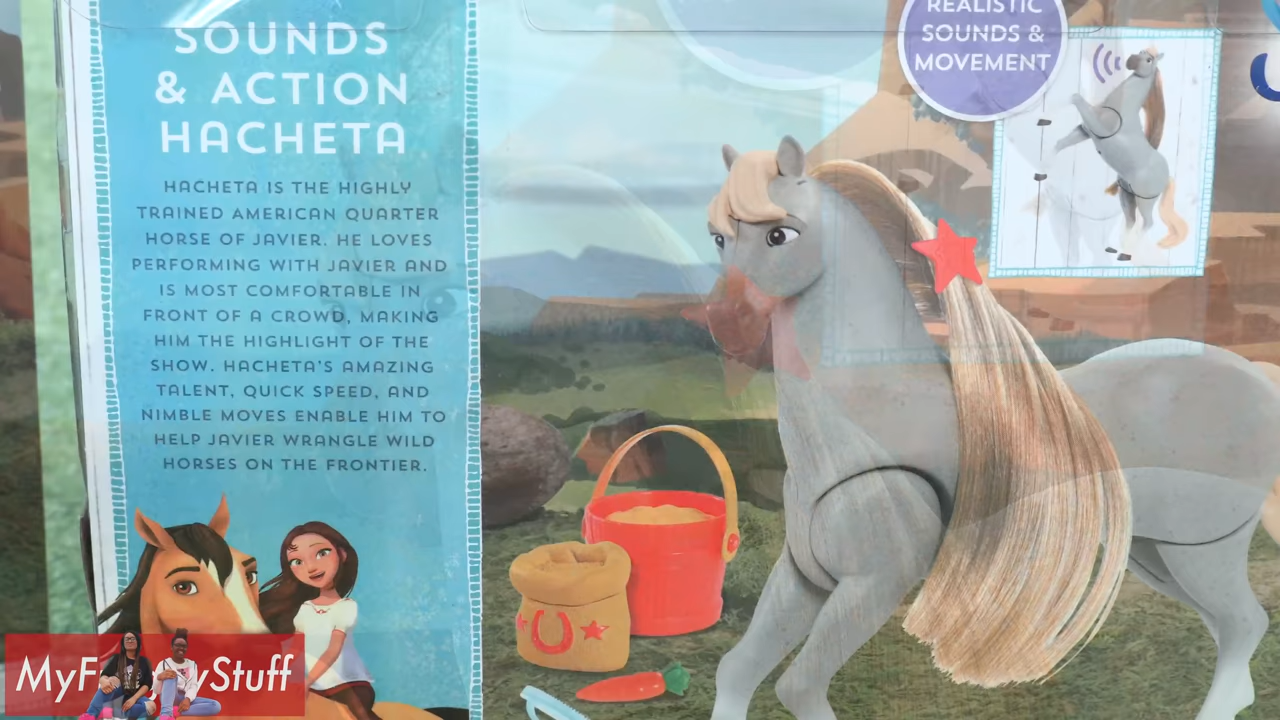 SOUNDS
& ACTION
HACHETA
HACHETA IS THE HIGHLY
TRAINED AMERICAN QUARTER
HORSE OF JAVIER. HE LOVES
PERFORMING WITH JAVIER AND
IS MOST COMFORTABLE IN
FRONT OF A CROWD, MAKING
HIM THE HIGHLIGHT OF THE
SHOW. HACHETA'S AMAZING
TALENT, QUICK SPEED, AND
NIMBLE MOVES ENABLE HIM TO
HELP JAVIER WRANGLE WILD
HORSES ON THE FRONTIER.
REALISTIC
SOUNDS &
MOVEMENT